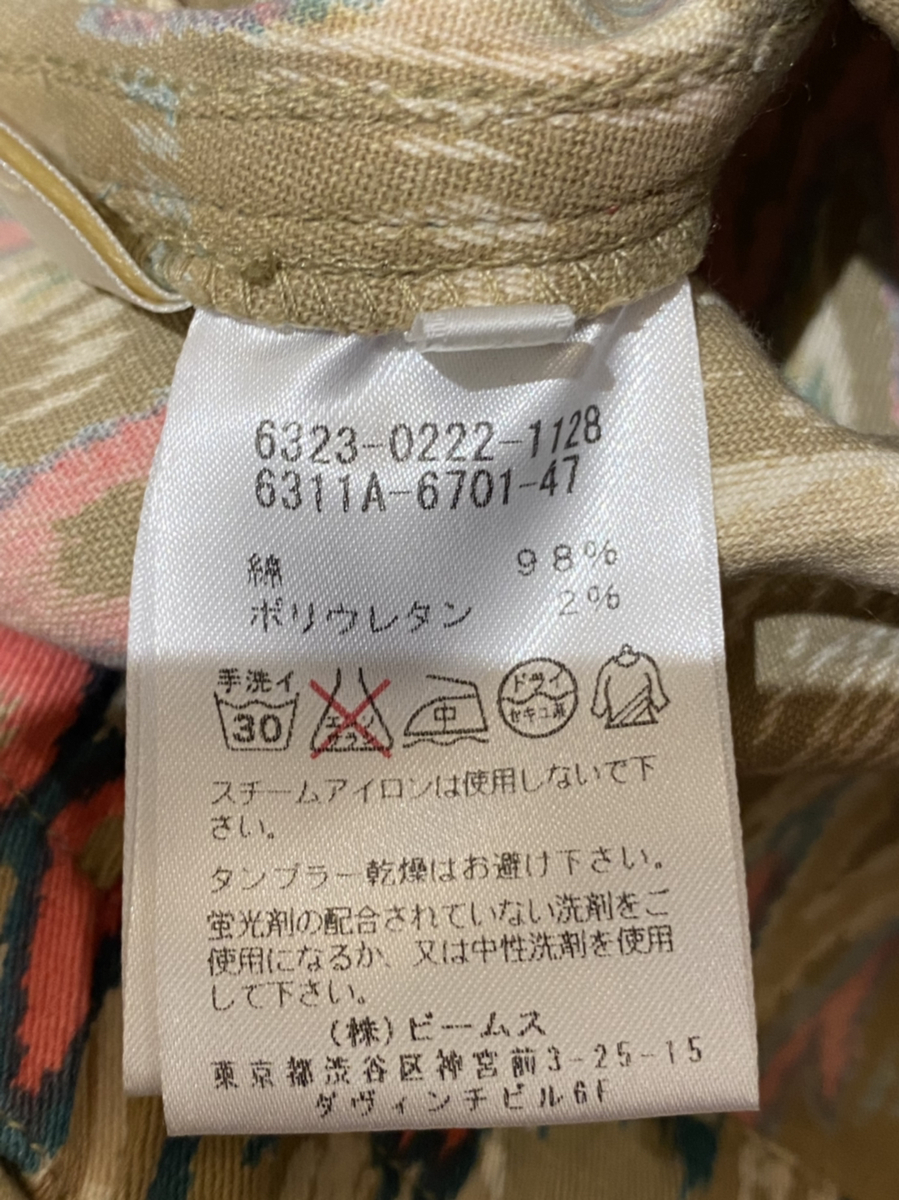 6323-0222-1128
6311A-6701-47
綿 98%
ポリウレタン 2%
手洗イ
30
エンソ
サラシ
中
ドライ
セキユ系
スチームアイロンは使用しないで下
さい。
タンブラー乾燥はお避け下さい。
蛍光剤の配合されていない洗剤をご
使用になるか、又は中性洗剤を使用
して下さい。
(株)ビームス
東京都渋谷区神宮前3-25-15
ダヴィンチビル6F